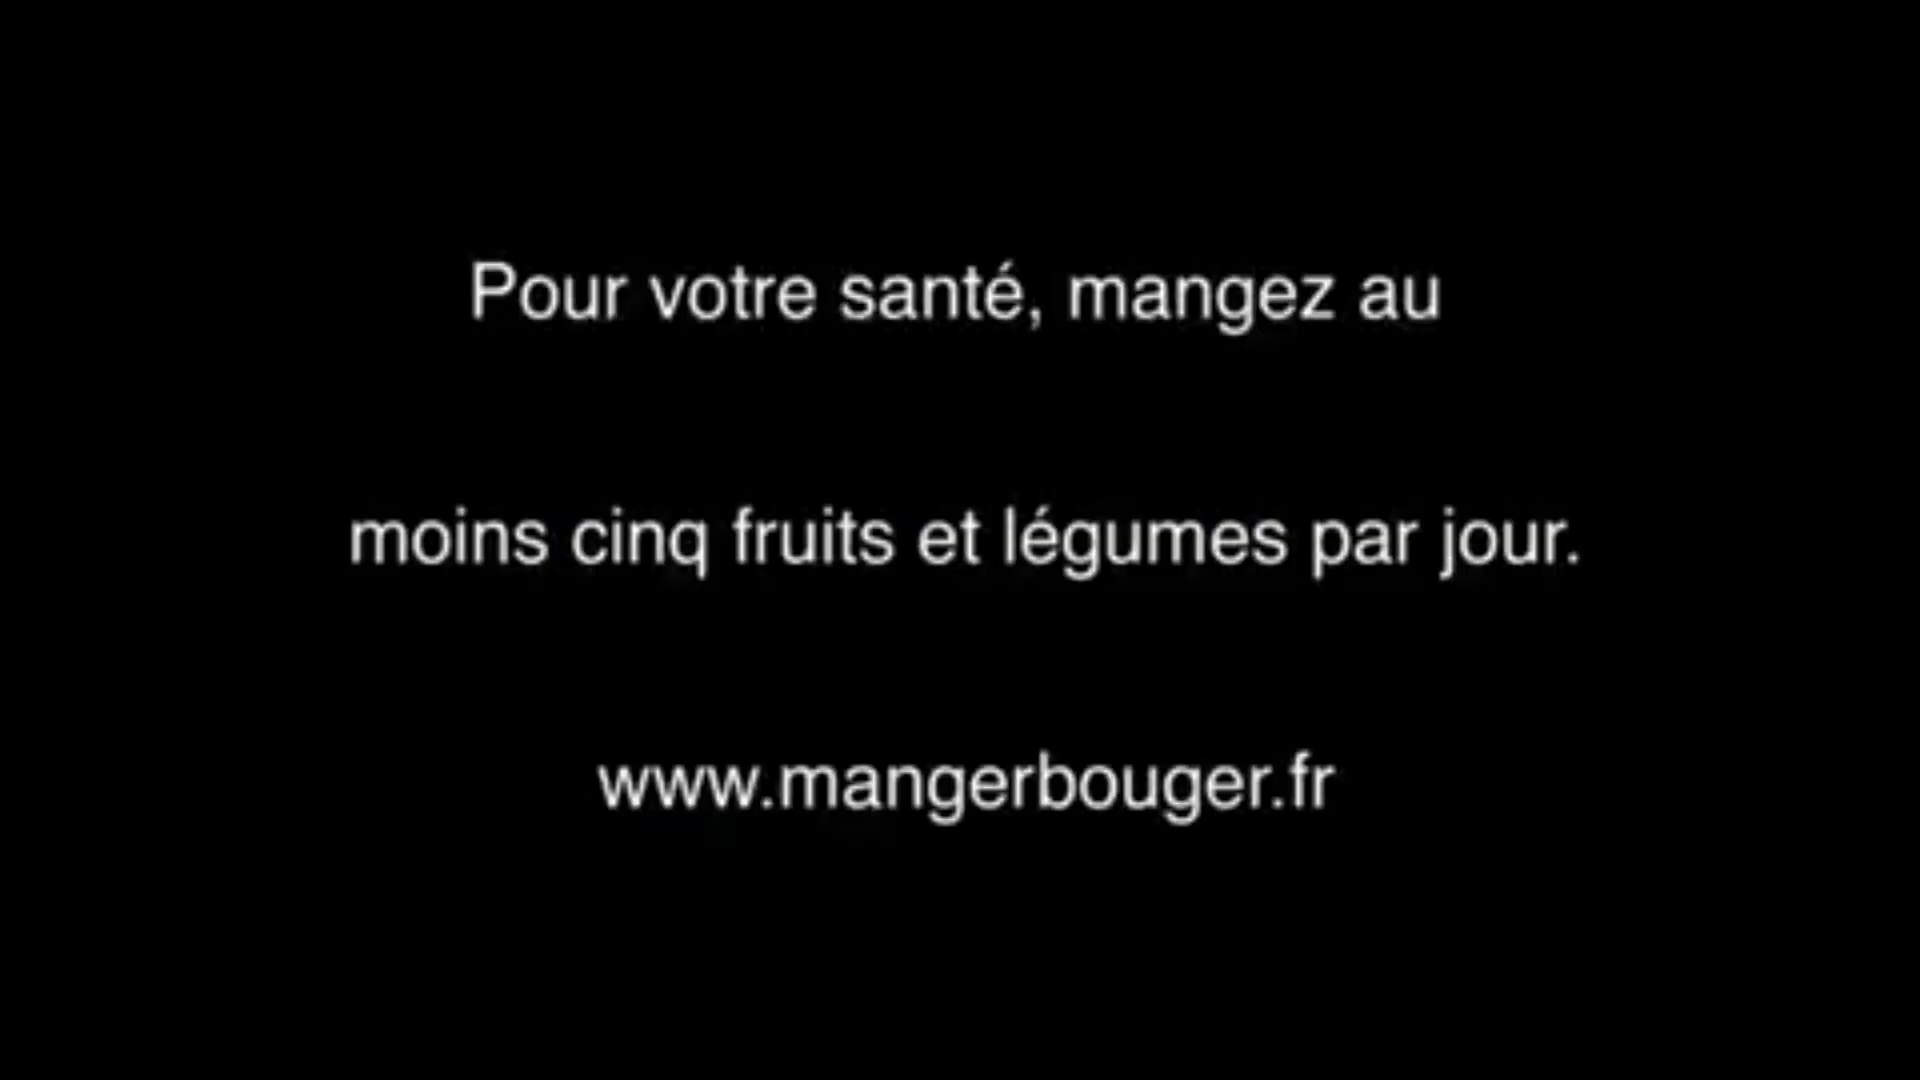 Pour votre santé, mangez au
moins cinq fruits et légumes par jour.
www.mangerbouger.fr